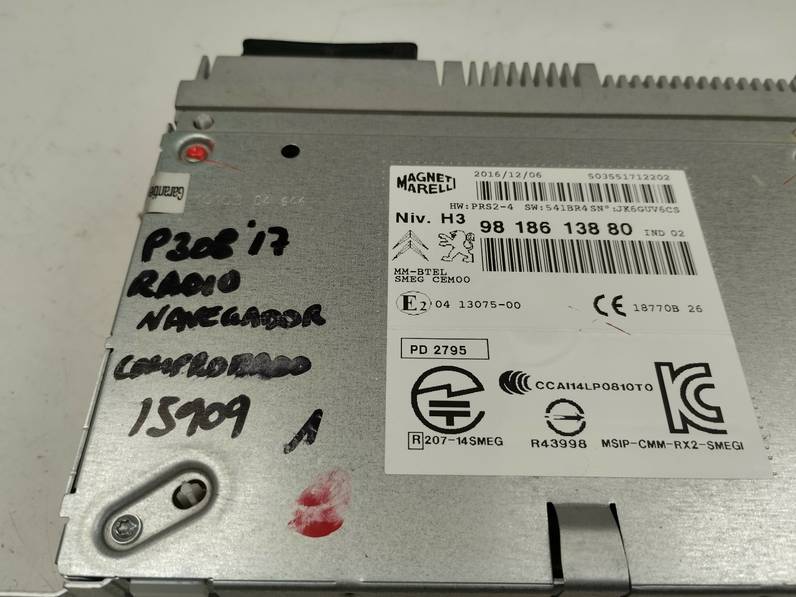 MAGNETI
MARELLI
2016/12/06 503551712202
HW:PRS2-4 SW:541BR4 SN°:JK6GUV6CS
Niv. H3 98 186 138 80 IND 02
MM-BTEL
SMEG CEM00
E2 04 13075-00 CE 18770B 26
PD 2795
CCAI14LP0810T0
R 207-14SMEG R43998 MSIP-CMM-RX2-SMEGI
Garantie
P308 '17
RADIO
NAVEGADOR
COMPROBADO
15909 1